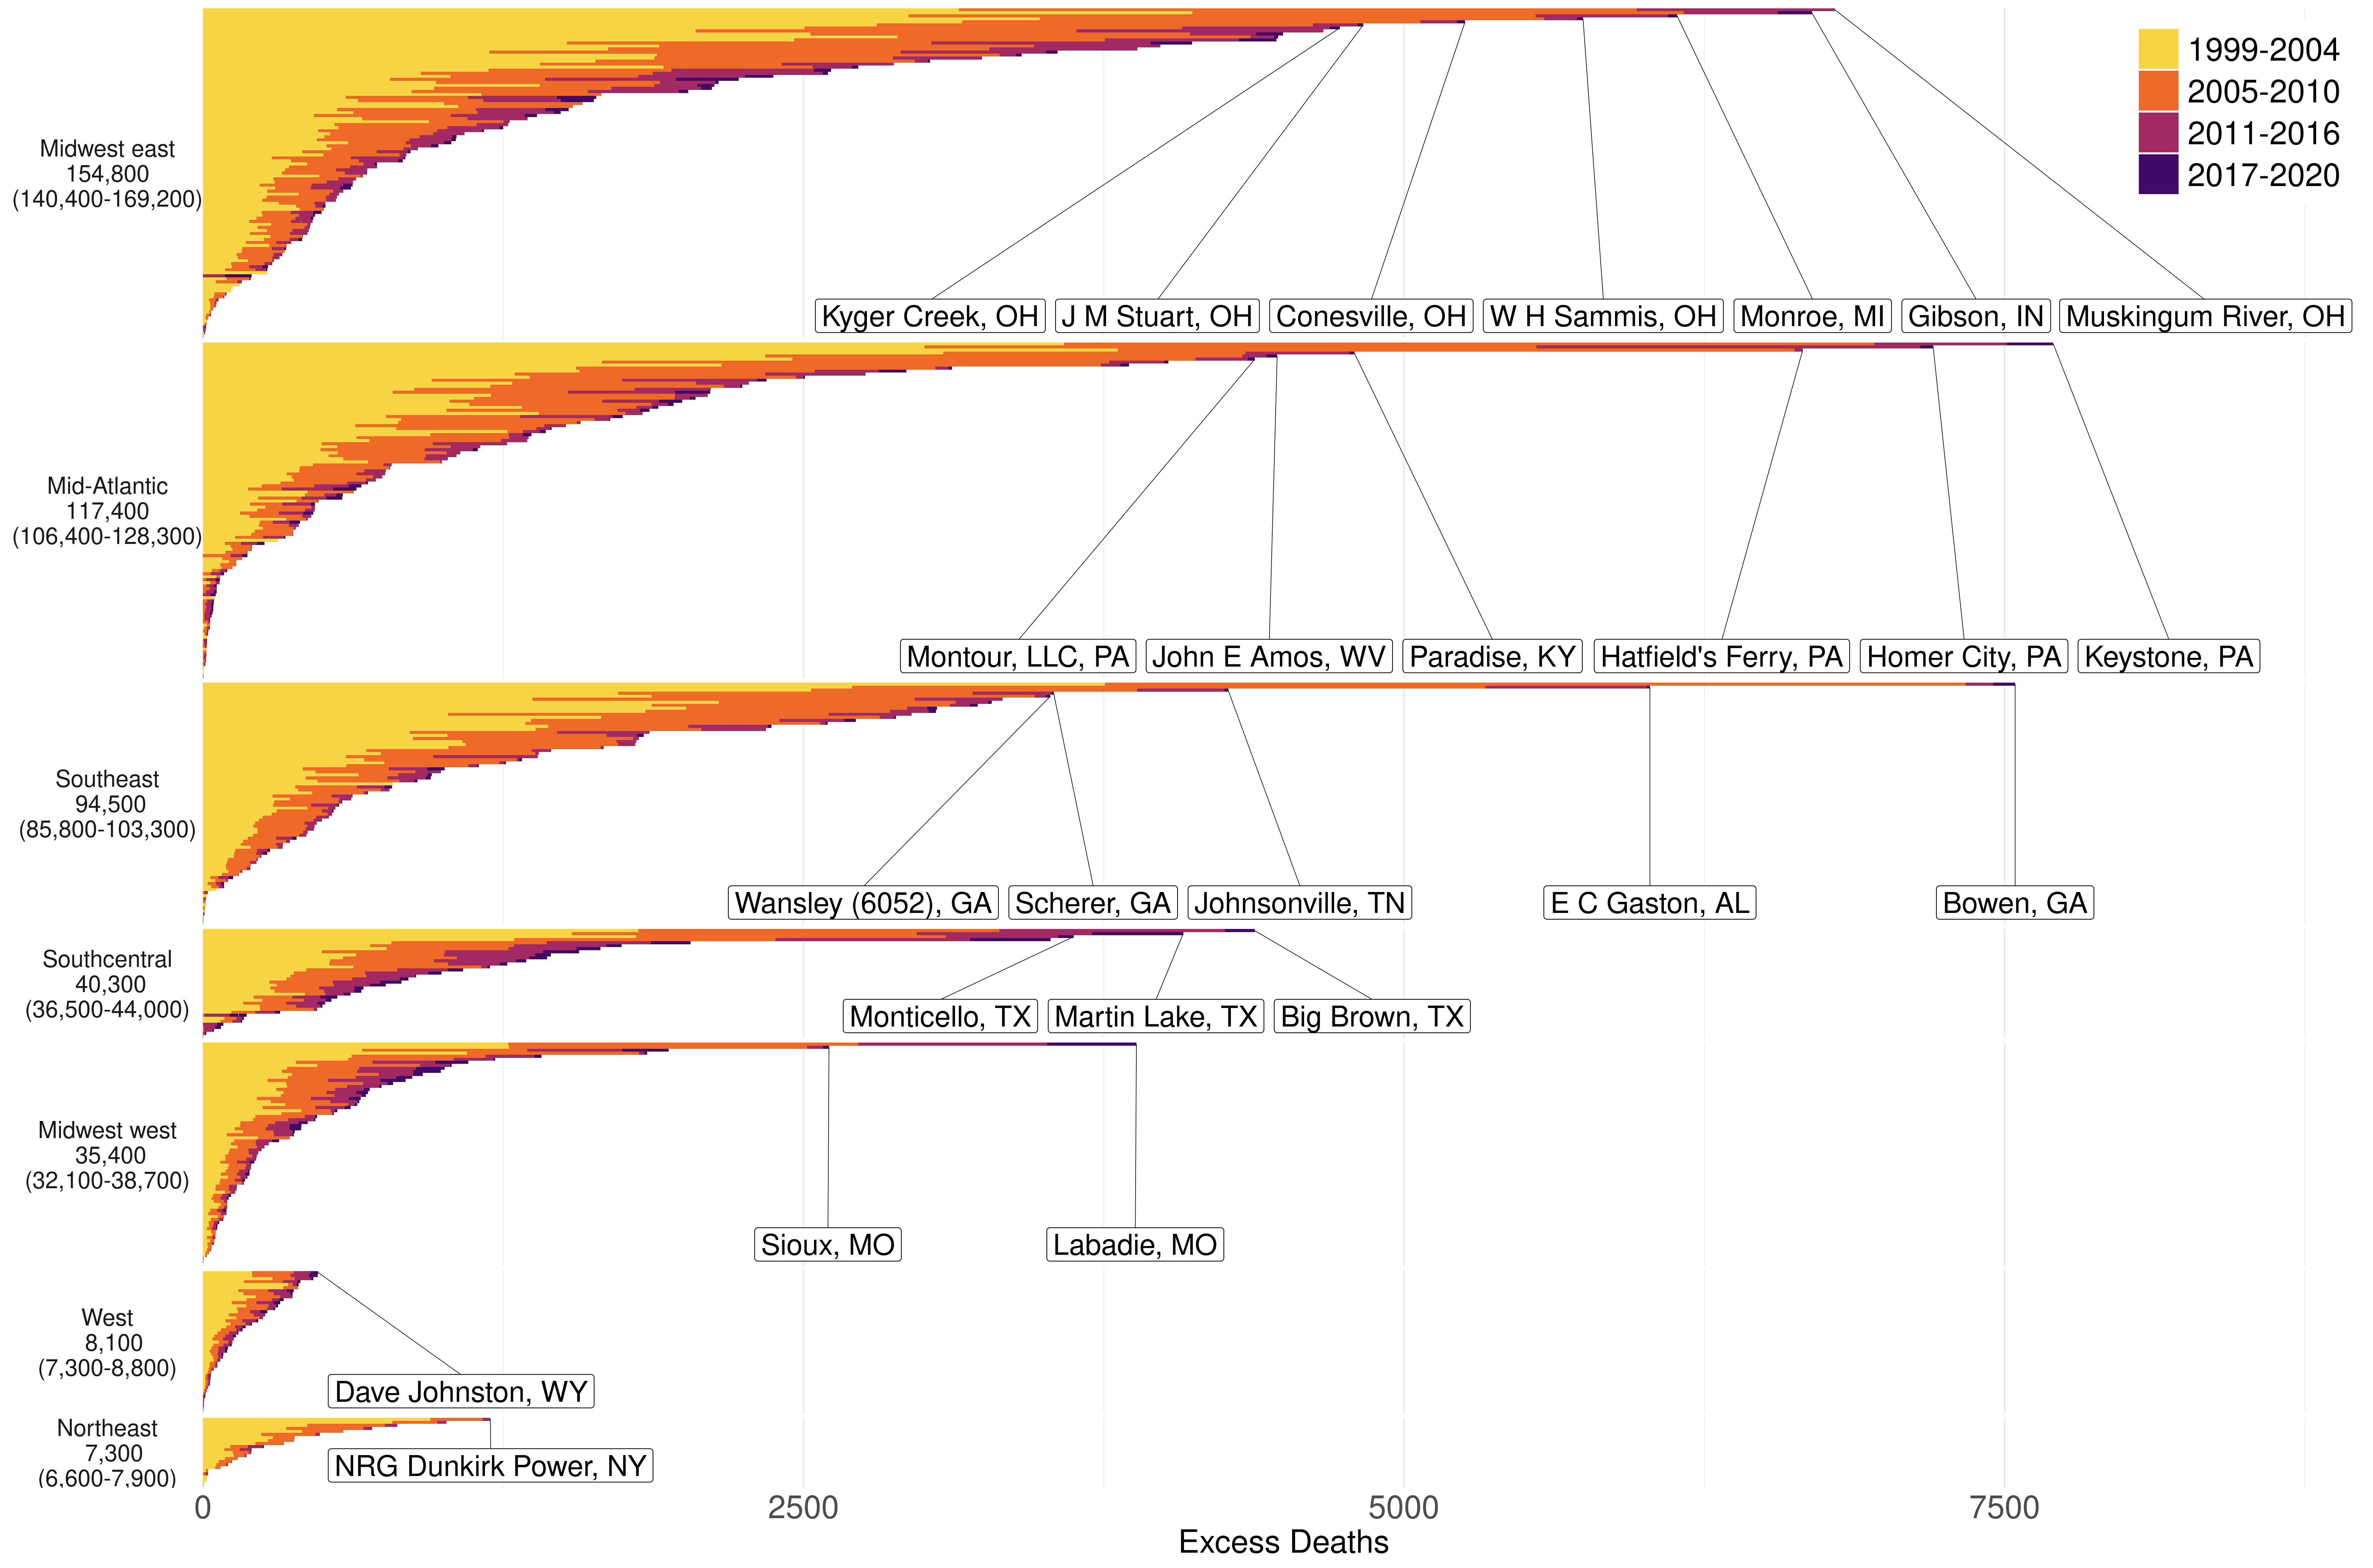 1999-2004
2005-2010
2011-2016
2017-2020
Midwest east
154,800
(140,400-169,200)
Kyger Creek, OH
J M Stuart, OH
Conesville, OH
W H Sammis, OH
Monroe, MI
Gibson, IN
Muskingum River, OH
Mid-Atlantic
117,400
(106,400-128,300)
Montour, LLC, PA
John E Amos, WV
Paradise, KY
Hatfield's Ferry, PA
Homer City, PA
Keystone, PA
Southeast
94,500
(85,800-103,300)
Wansley (6052), GA
Scherer, GA
Johnsonville, TN
E C Gaston, AL
Bowen, GA
Southcentral
40,300
(36,500-44,000)
Monticello, TX
Martin Lake, TX
Big Brown, TX
Midwest west
35,400
(32,100-38,700)
Sioux, MO
Labadie, MO
West
8,100
(7,300-8,800)
Dave Johnston, WY
Northeast
7,300
(6,600-7,900)
NRG Dunkirk Power, NY
0
2500
5000
7500
Excess Deaths